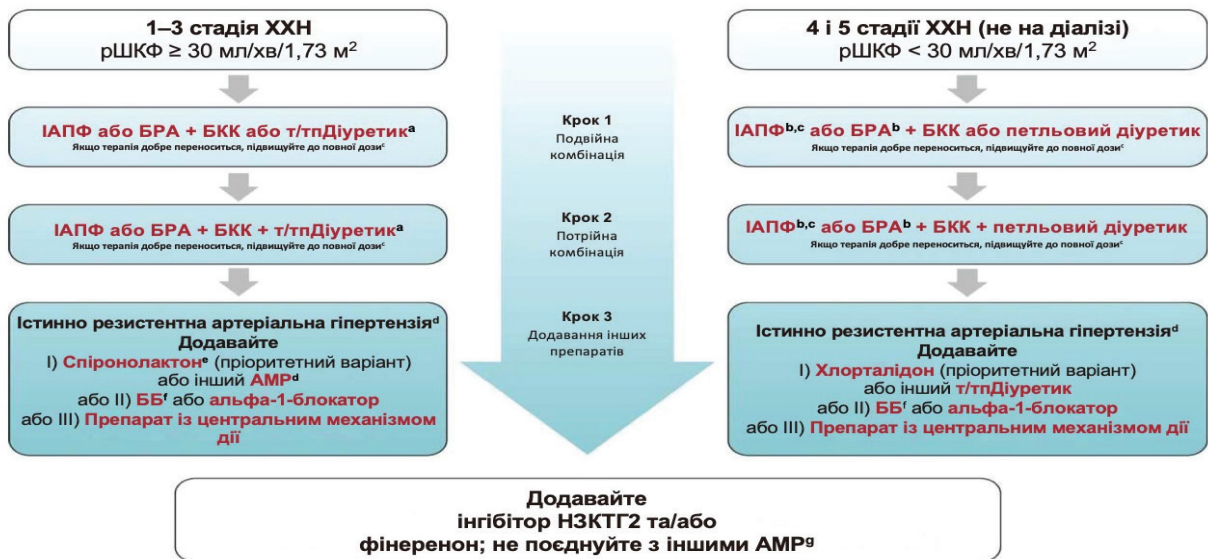 1–3 стадія ХХН
рШКФ ≥ 30 мл/хв/1,73 м²
ІАПФ або БРА + БКК або т/тпДіуретикᵃ
Якщо терапія добре переноситься, підвищуйте до повної дозиᶜ
ІАПФ або БРА + БКК + т/тпДіуретикᵃ
Якщо терапія добре переноситься, підвищуйте до повної дозиᶜ
Істинно резистентна артеріальна гіпертензіяᵈ
Додавайте
I) Спіронолактонᵉ (пріоритетний варіант)
або інший АМРᵈ
або II) ББᶠ або альфа-1-блокатор
або III) Препарат із центральним механізмом
дії
Крок 1
Подвійна
комбінація
Крок 2
Потрійна
комбінація
Крок 3
Додавання інших
препаратів
4 і 5 стадії ХХН (не на діалізі)
рШКФ < 30 мл/хв/1,73 м²
ІАПФᵇ,ᶜ або БРАᵇ + БКК або петльовий діуретик
Якщо терапія добре переноситься, підвищуйте до повної дозиᶜ
ІАПФᵇ,ᶜ або БРАᵇ + БКК + петльовий діуретик
Якщо терапія добре переноситься, підвищуйте до повної дозиᶜ
Істинно резистентна артеріальна гіпертензіяᵈ
Додавайте
I) Хлорталідон (пріоритетний варіант)
або інший т/тпДіуретик
або II) ББᶠ або альфа-1-блокатор
або III) Препарат із центральним механізмом дії
Додавайте
інгібітор НЗКТГ2 та/або
фінеренон; не поєднуйте з іншими АМРᵍ